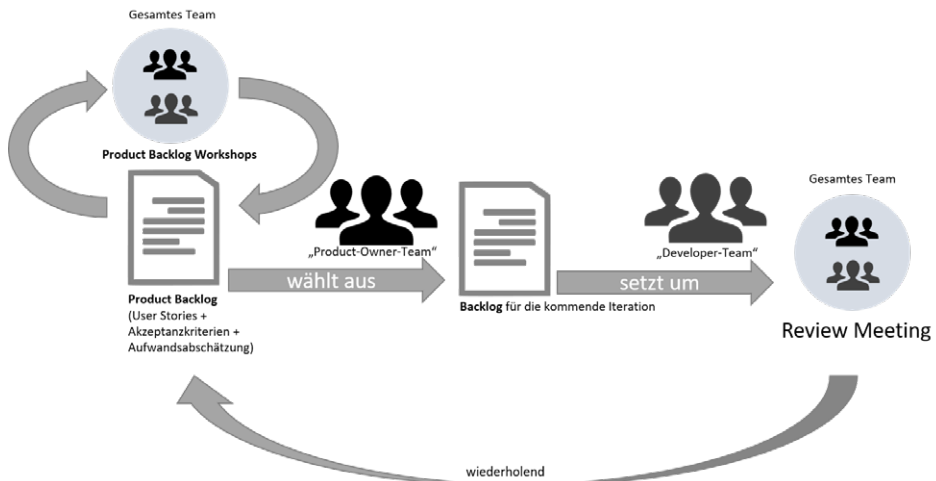 Gesamtes Team
Product Backlog Workshops
„Product-Owner-Team“
wählt aus
Product Backlog
(User Stories +
Akzeptanzkriterien +
Aufwandsabschätzung)
Backlog für die kommende Iteration
„Developer-Team“
setzt um
Gesamtes Team
Review Meeting
wiederholend